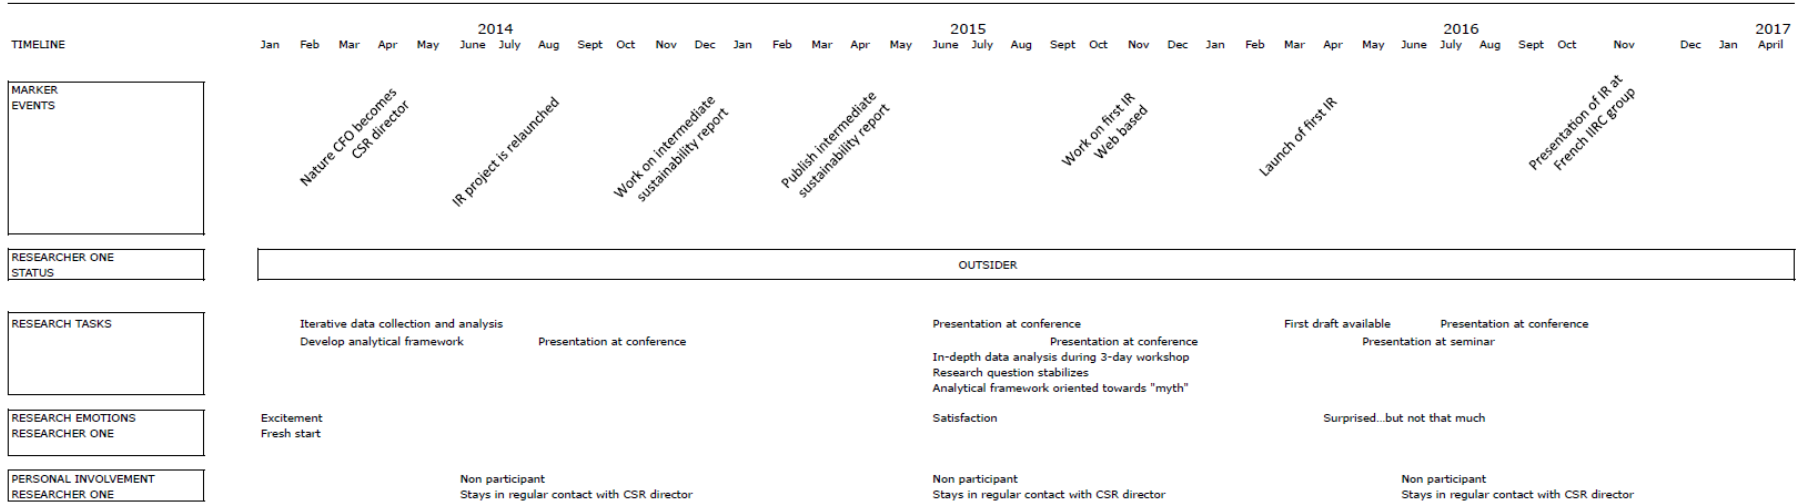 2014 2015 2016 2017
TIMELINE Jan Feb Mar Apr May June July Aug Sept Oct Nov Dec Jan Feb Mar Apr May June July Aug Sept Oct Nov Dec Jan Feb Mar Apr May June July Aug Sept Oct Nov Dec Jan April
MARKER
EVENTS
Nature CFO becomes
CSR director
IR project is relaunched
Work on intermediate
sustainability report
Publish intermediate
sustainability report
Work on first IR
Web based
Launch of first IR
Presentation of IR at
French IIRC group
RESEARCHER ONE
STATUS
OUTSIDER
RESEARCH TASKS
Iterative data collection and analysis Presentation at conference First draft available Presentation at conference
Develop analytical framework Presentation at conference Presentation at conference Presentation at seminar
In-depth data analysis during 3-day workshop
Research question stabilizes
Analytical framework oriented towards "myth"
RESEARCH EMOTIONS
RESEARCHER ONE
Excitement Satisfaction Surprised...but not that much
Fresh start
PERSONAL INVOLVEMENT
RESEARCHER ONE
Non participant Non participant Non participant
Stays in regular contact with CSR director Stays in regular contact with CSR director Stays in regular contact with CSR director